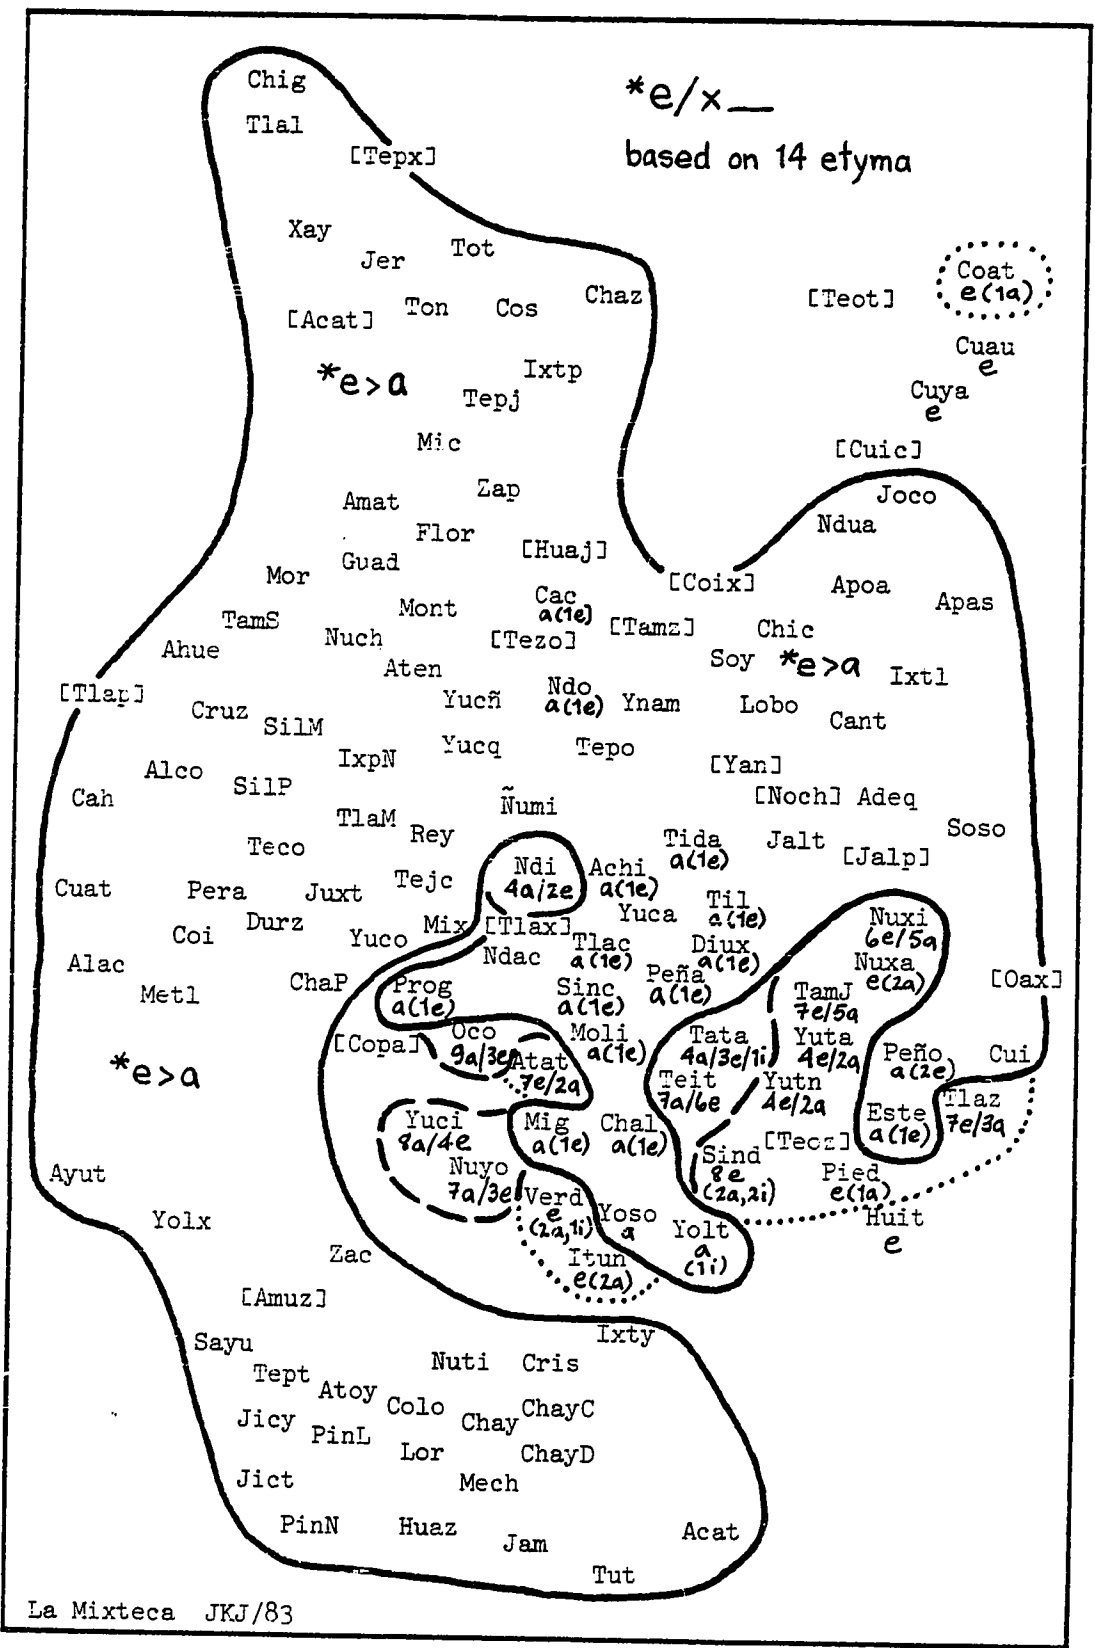 Chig
*e/x__
Tlal
based on 14 etyma
[Tepx]
Xay
Jer
Tot
Coat
e(1a)
[Acat]
Ton
Cos
Chaz
[Teot]
Cuau
e
*e>a
Ixtp
Tepj
Cuya
e
Mic
[Cuic]
Amat
Zap
Joco
Flor
Ndua
Guad
[Huaj]
Mor
[Coix]
Apoa
Cac
a(1e)
Apas
TamS
Mont
[Tamz]
Chic
Ahue
Nuch
[Tezo]
Soy
*e>a
Aten
Ixtl
[Tlap]
Yucñ
Ndo
a(1e)
Ynam
Lobo
Cruz
SilM
Cant
IxpN
Yucq
Tepo
[Yan]
Alco
SilP
Cah
[Noch]
Adeq
Ñumi
TlaM
Rey
Soso
Teco
Tida
a(1e)
Jalt
[Jalp]
Cuat
Pera
Juxt
Tejc
Ndi
4a/2e
Achi
a(1e)
Til
a(1e)
Nuxi
6e/5a
Coi
Durz
Yuco
Mix
[Tlax]
Yuca
Alac
Ndac
Tlac
a(1e)
Diux
a(1e)
Nuxa
e(2a)
Metl
ChaP
Prog
a(1e)
Sinc
a(1e)
Peña
a(1e)
TamJ
7e/5a
[Oax]
[Copa]
Oco
9a/3e
Moli
a(1e)
Tata
4a/3e/1i
Yuta
4e/2a
Peño
a(2e)
Cui
*e>a
Atat
7e/2a
Teit
7a/6e
Yutn
4e/2a
Tlaz
7e/3a
Yuci
8a/4e
Mig
a(1e)
Chal
a(1e)
Este
a(1e)
Ayut
Nuyo
7a/3e
Sind
8e
(2a,2i)
[Teoz]
Pied
e(1a)
Yolx
Verd
e
(2a,1i)
Yoso
a
Yolt
a
(1i)
Huit
e
Zac
Itun
e(2a)
[Amuz]
Sayu
Ixty
Tept
Atoy
Nuti
Cris
Jicy
PinL
Colo
Chay
ChayC
Lor
ChayD
Jict
Mech
PinN
Huaz
Jam
Acat
Tut
La Mixteca JKJ/83